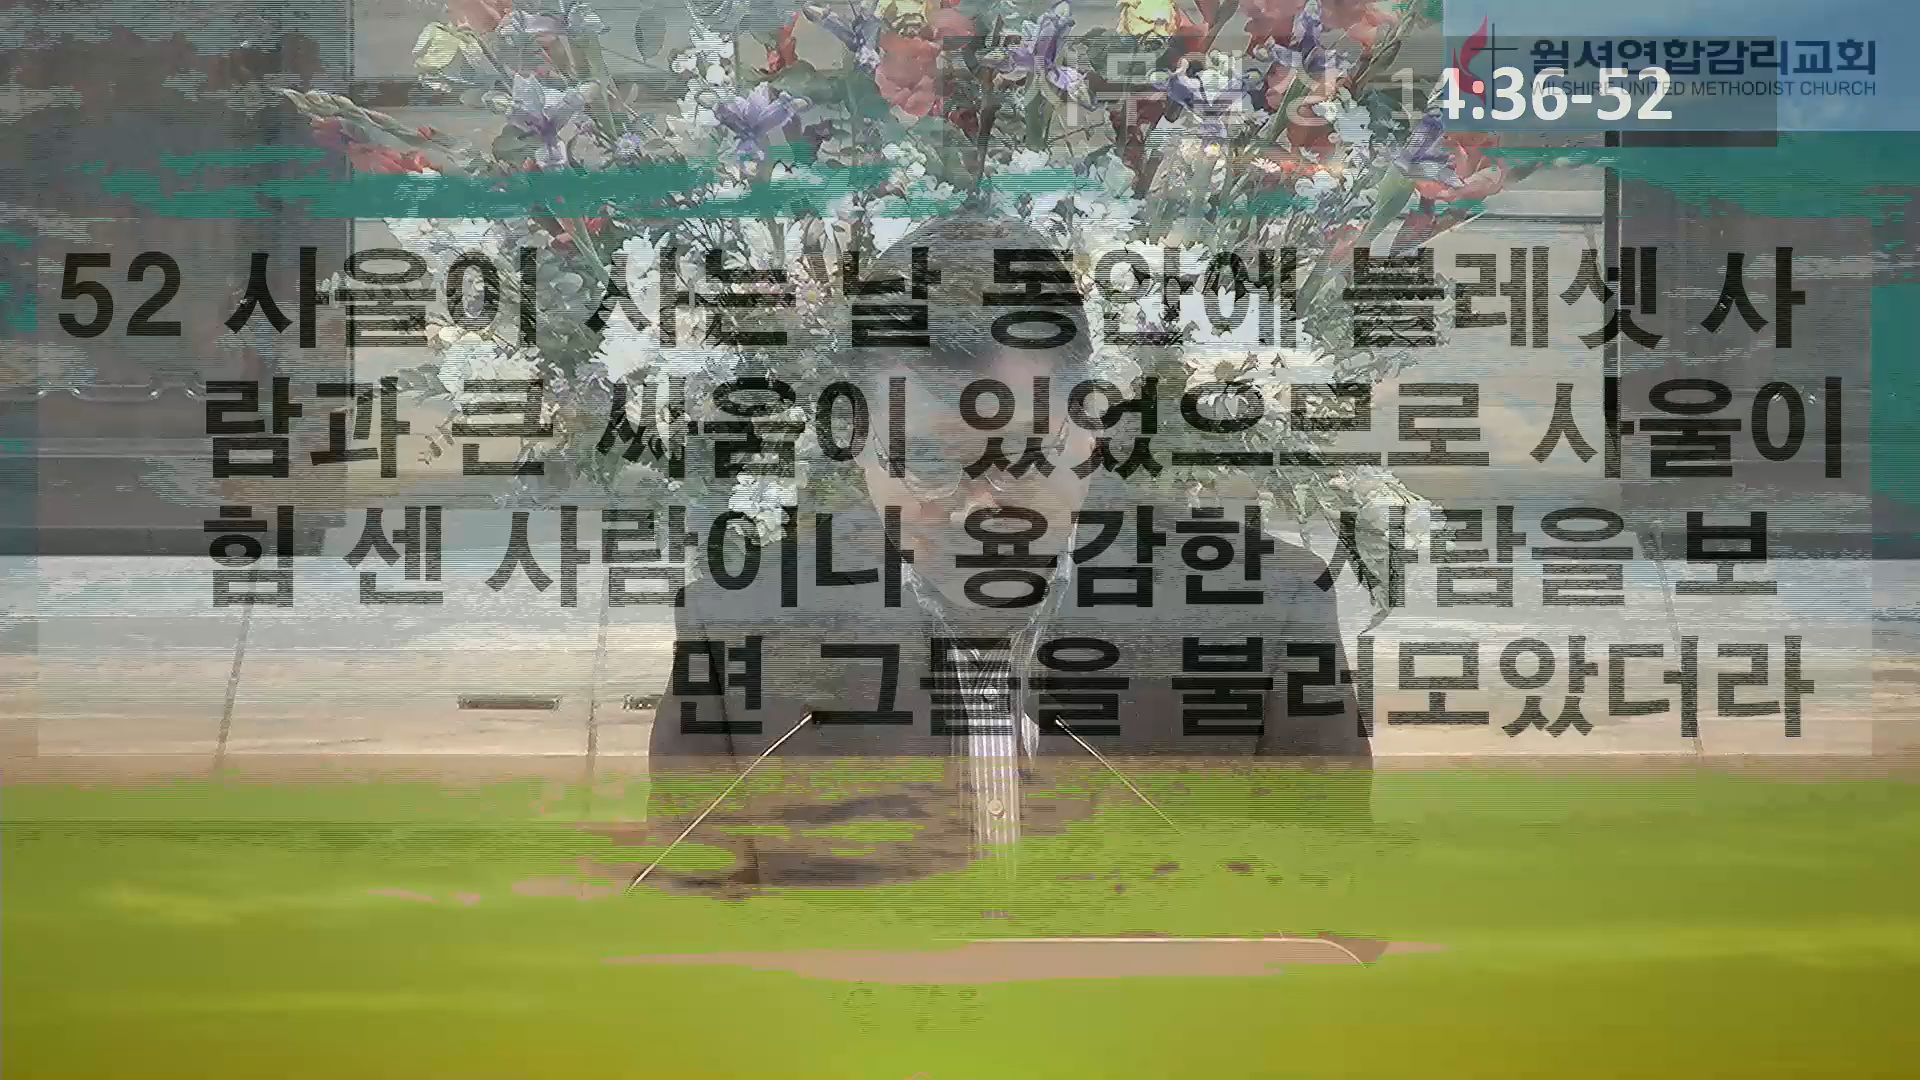 월셔연합감리교회
WILSHIRE UNITED METHODIST CHURCH
사무엘상 14:36-52
52 사울이 사는 날 동안에 블레셋 사
람과 큰 싸움이 있었으므로 사울이
힘 센 사람이나 용감한 사람을 보
면 그들을 불러모았더라